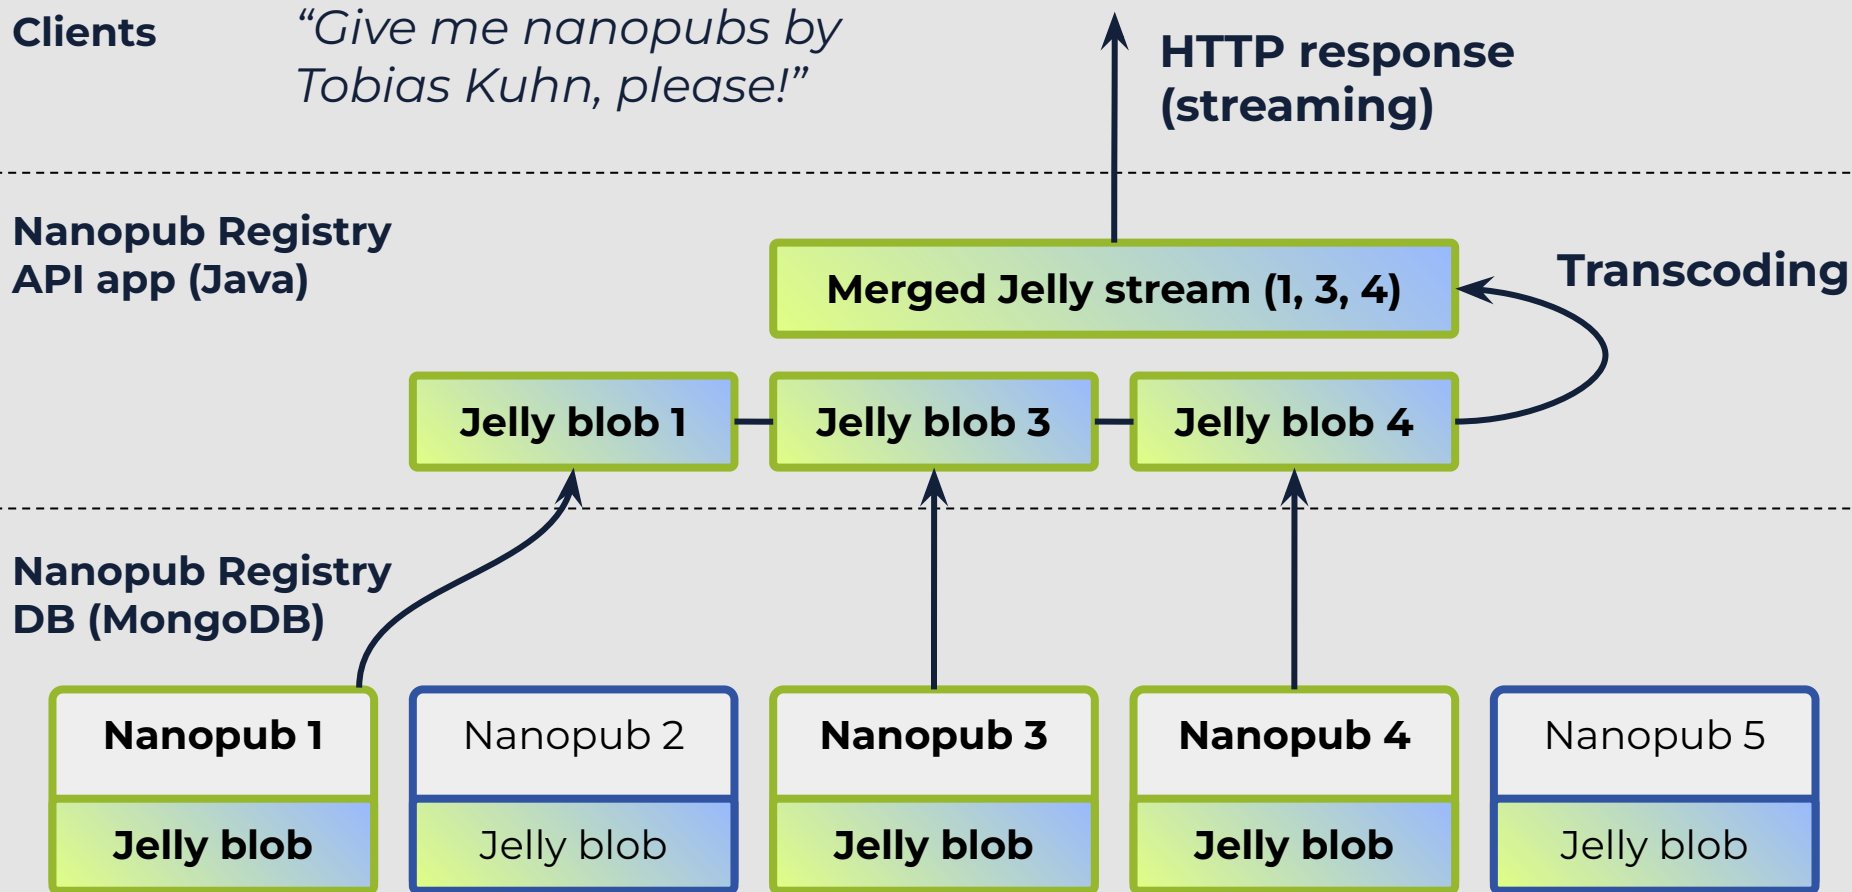 Clients
“Give me nanopubs by
Tobias Kuhn, please!”
HTTP response
(streaming)
Nanopub Registry
API app (Java)
Merged Jelly stream (1, 3, 4)
Transcoding
Jelly blob 1
Jelly blob 3
Jelly blob 4
Nanopub Registry
DB (MongoDB)
Nanopub 1
Nanopub 2
Nanopub 3
Nanopub 4
Nanopub 5
Jelly blob
Jelly blob
Jelly blob
Jelly blob
Jelly blob